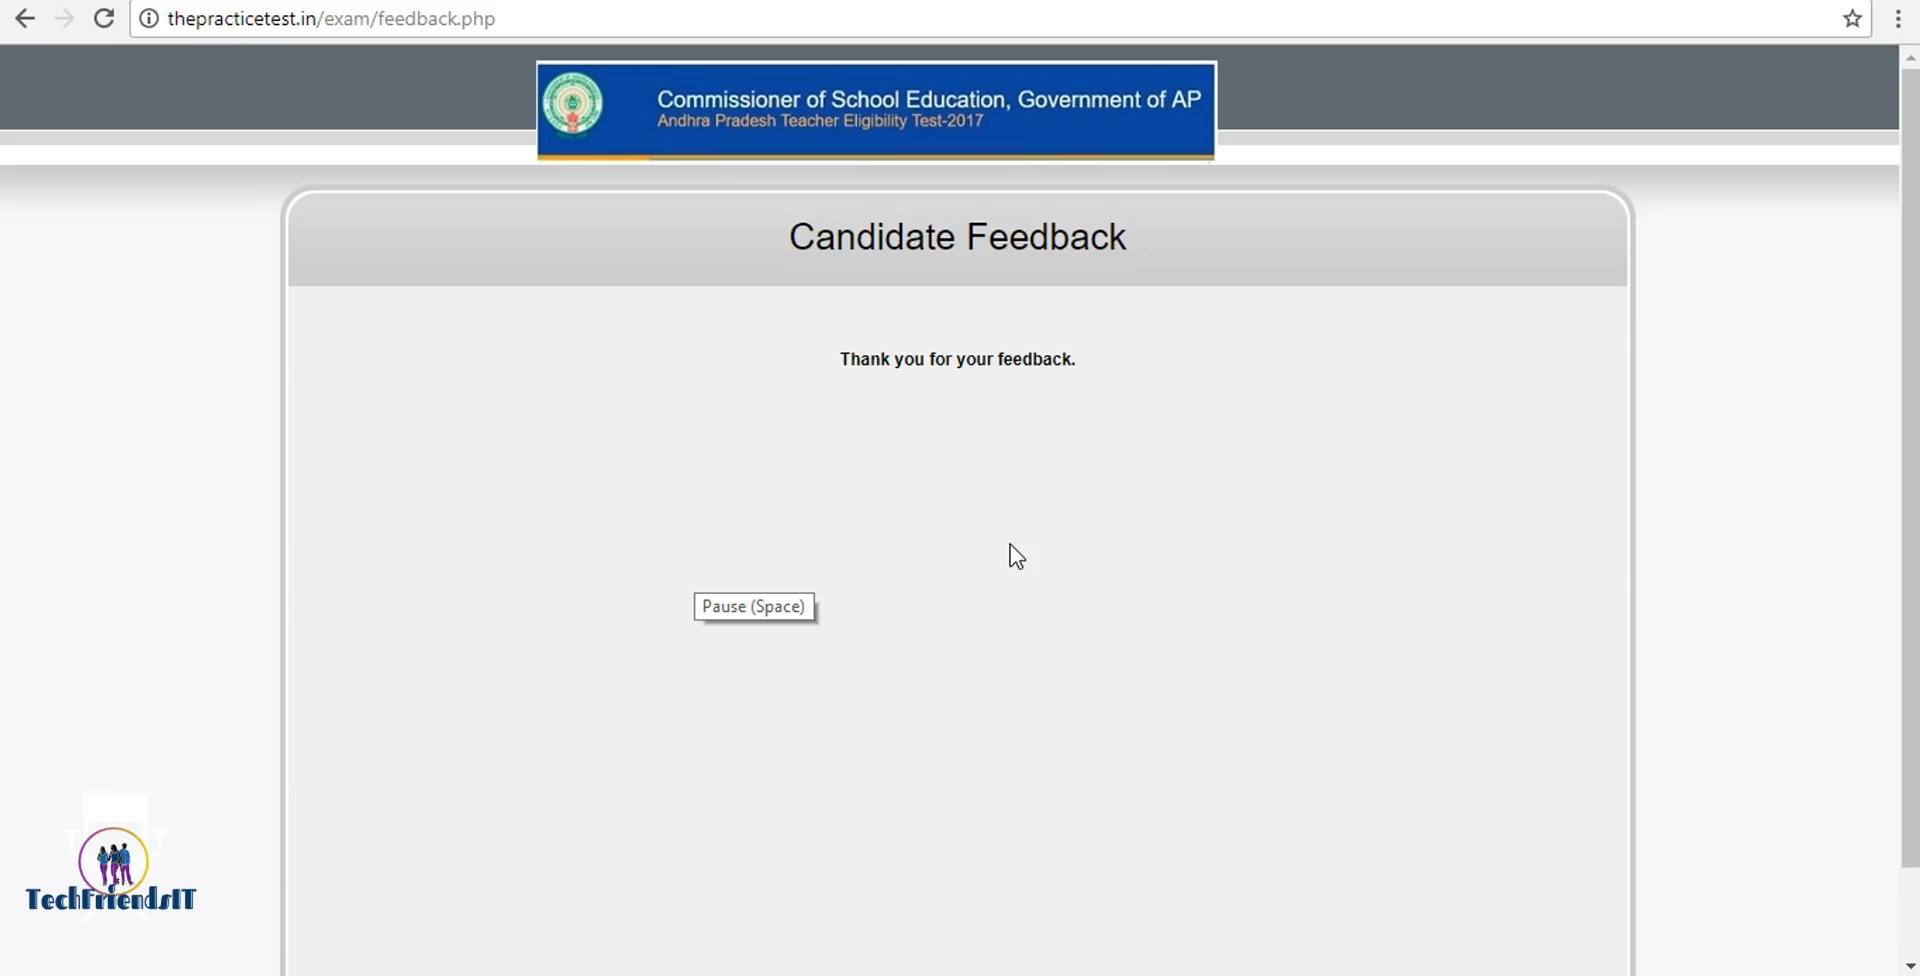 thepracticetest.in/exam/feedback.php
Commissioner of School Education, Government of AP
Andhra Pradesh Teacher Eligibility Test-2017
Candidate Feedback
Thank you for your feedback.
Pause (Space)
TechFriendsIT